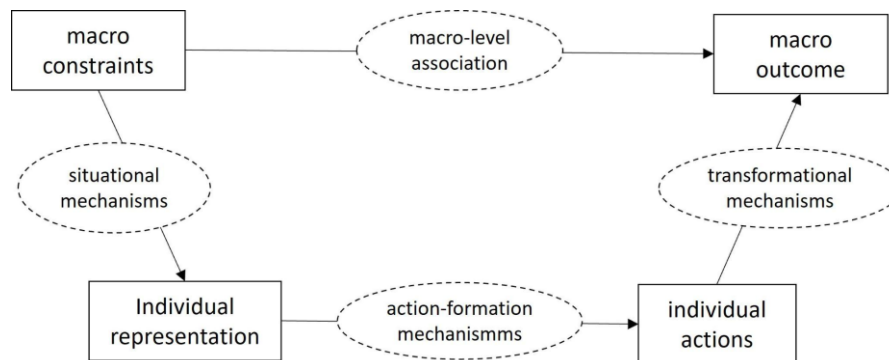 macro
constraints
macro-level
association
macro
outcome
situational
mechanisms
transformational
mechanisms
Individual
representation
action-formation
mechanismms
individual
actions